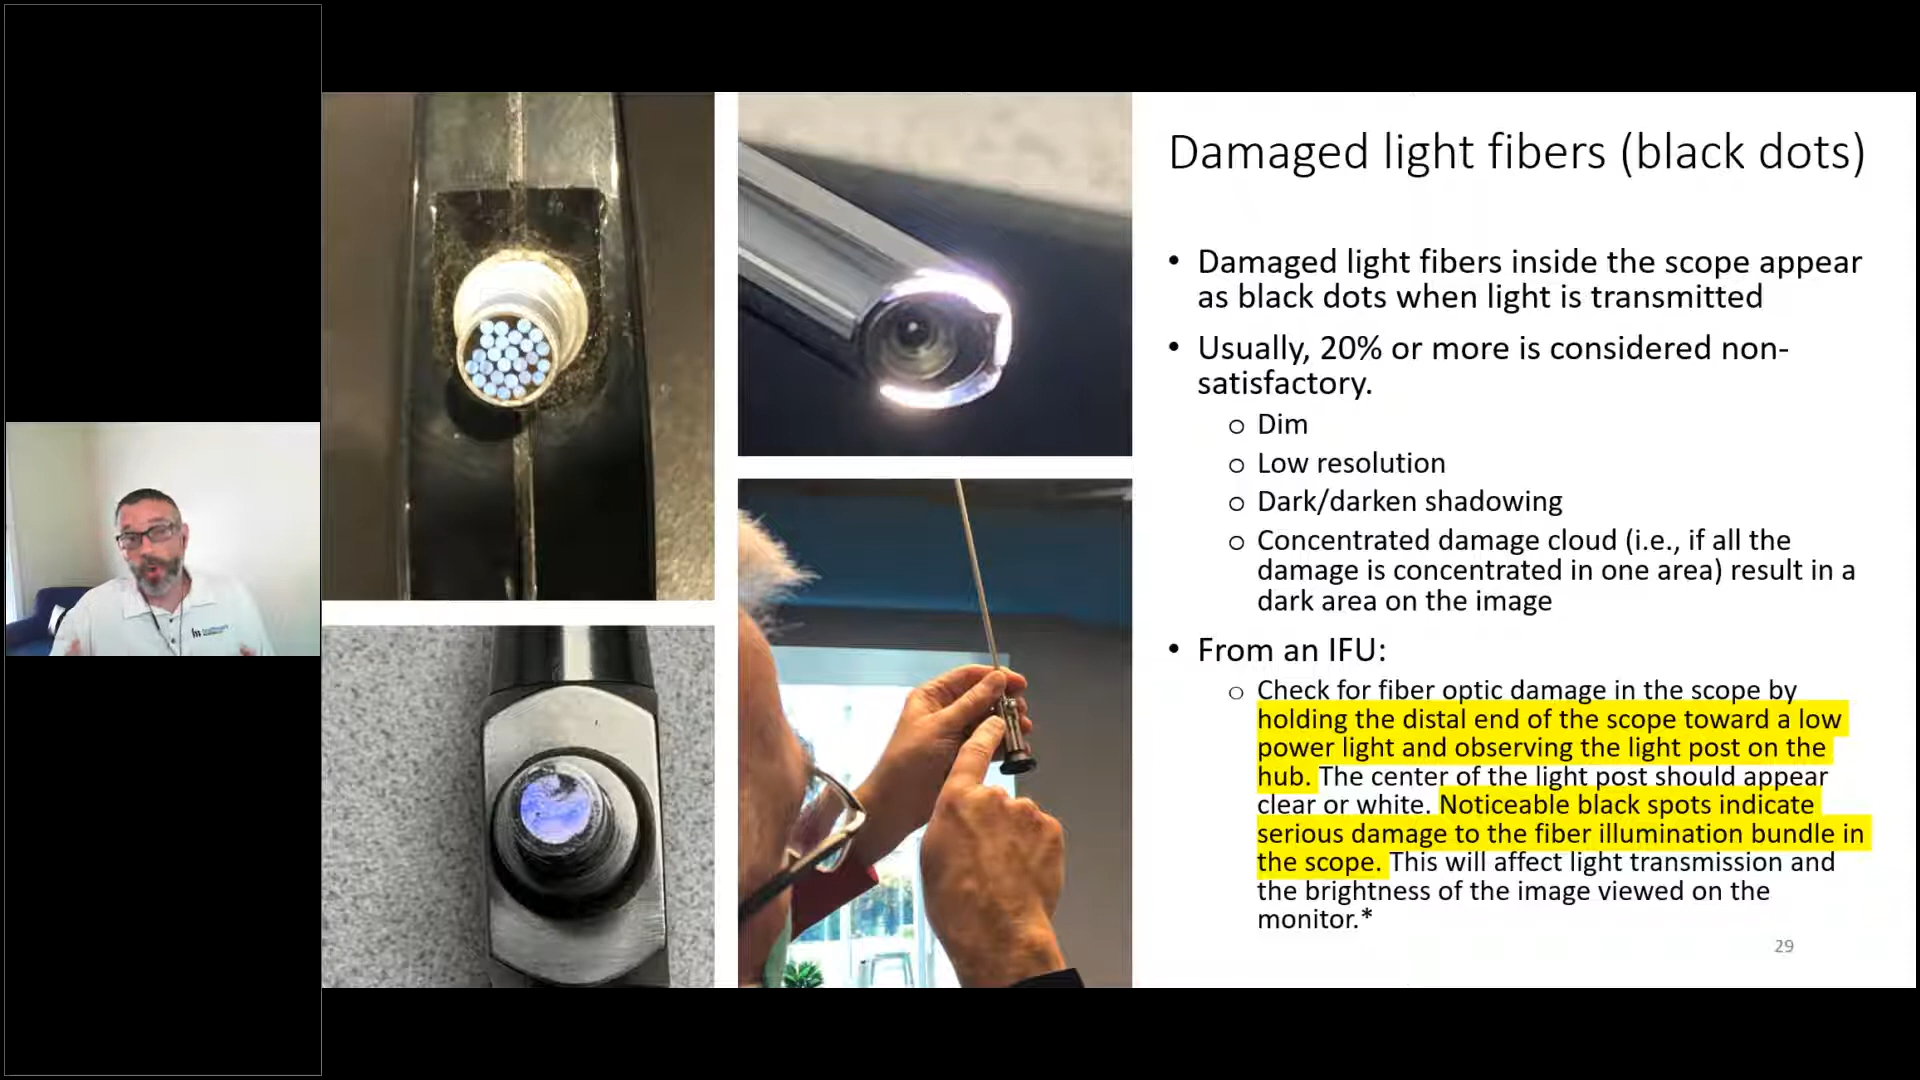 Damaged light fibers (black dots)
• Damaged light fibers inside the scope appear
as black dots when light is transmitted
• Usually, 20% or more is considered non-
satisfactory.
o Dim
o Low resolution
o Dark/darken shadowing
o Concentrated damage cloud (i.e., if all the
damage is concentrated in one area) result in a
dark area on the image
• From an IFU:
o Check for fiber optic damage in the scope by
holding the distal end of the scope toward a low
power light and observing the light post on the
hub. The center of the light post should appear
clear or white. Noticeable black spots indicate
serious damage to the fiber illumination bundle in
the scope. This will affect light transmission and
the brightness of the image viewed on the
monitor.*
29